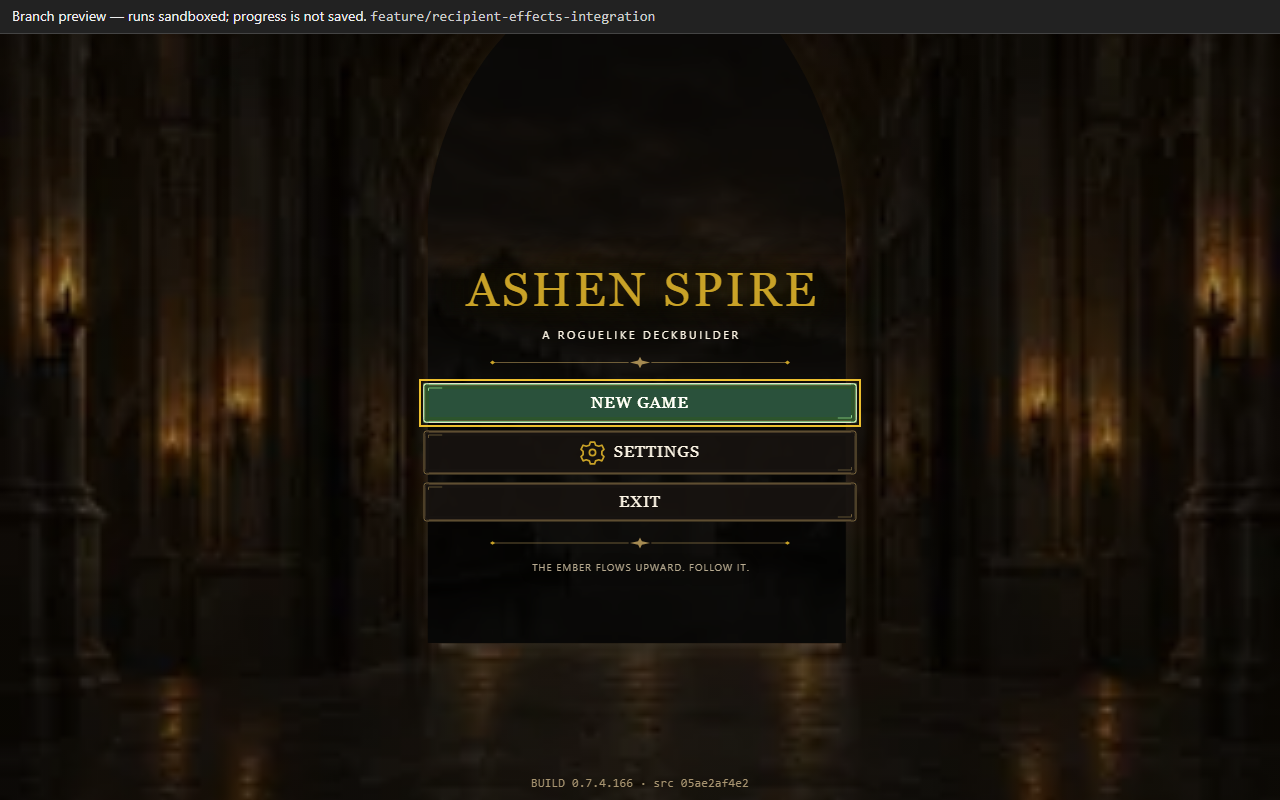 Branch preview — runs sandboxed; progress is not saved. feature/recipient-effects-integration
ASHEN SPIRE
A ROGUELIKE DECKBUILDER
NEW GAME
SETTINGS
EXIT
THE EMBER FLOWS UPWARD. FOLLOW IT.
BUILD 0.7.4.166 · src 05ae2af4e2